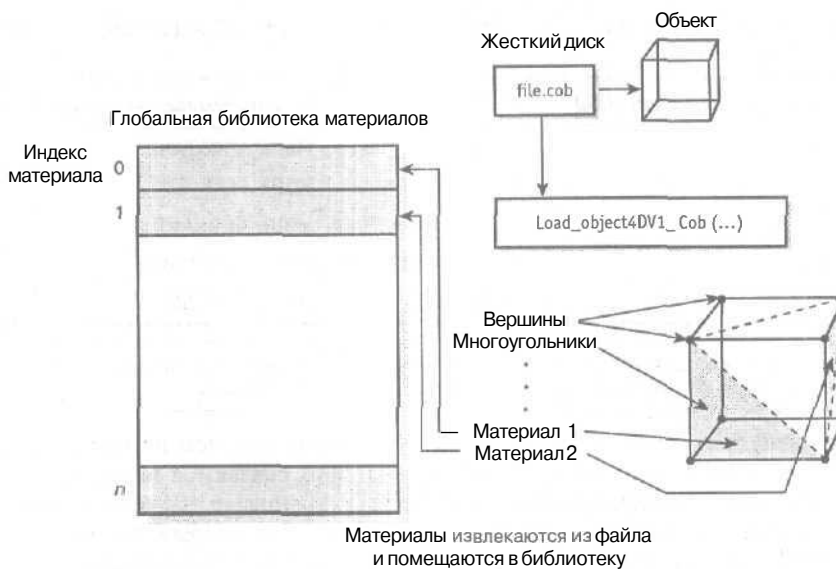 Объект
Жесткий диск
file.cob
Глобальная библиотека материалов
Индекс
материала
0
1
Load_object4DV1_Cob (...)
Вершины
Многоугольники
Материал 1
Материал 2
n
Материалы извлекаются из файла
и помещаются в библиотеку